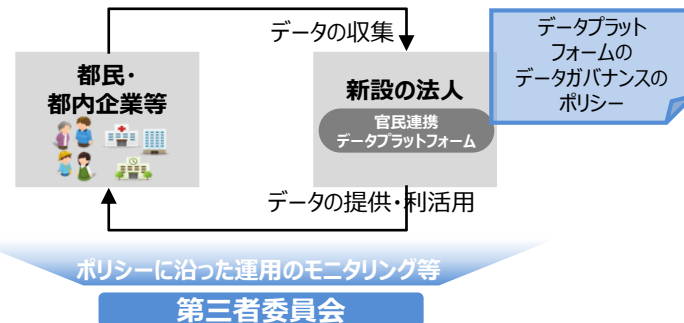 データの収集
データプラット
フォームの
データガバナンスの
ポリシー
都民・
都内企業等
新設の法人
官民連携
データプラットフォーム
データの提供・利活用
ポリシーに沿った運用のモニタリング等
第三者委員会